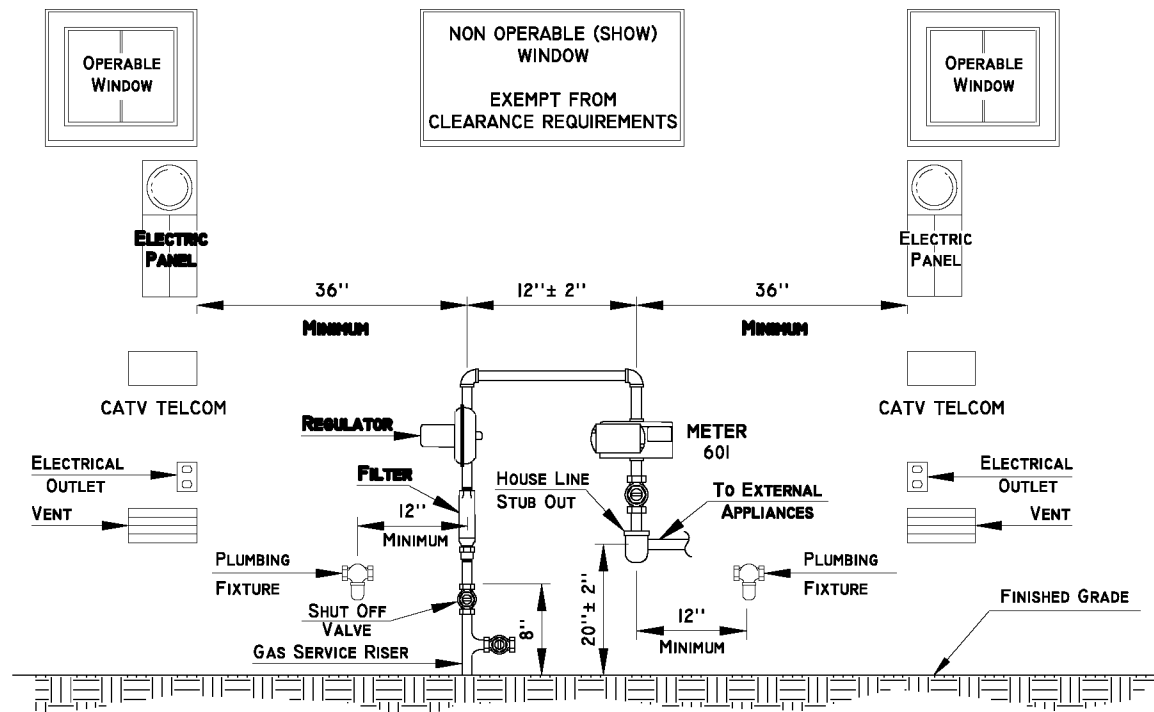 OPERABLE
WINDOW
NON OPERABLE (SHOW)
WINDOW
EXEMPT FROM
CLEARANCE REQUIREMENTS
OPERABLE
WINDOW
ELECTRIC
PANEL
ELECTRIC
PANEL
36"
MINIMUM
12"± 2"
36"
MINIMUM
CATV TELCOM
CATV TELCOM
REGULATOR
METER
601
ELECTRICAL
OUTLET
FILTER
HOUSE LINE
STUB OUT
TO EXTERNAL
APPLIANCES
ELECTRICAL
OUTLET
VENT
12"
MINIMUM
VENT
PLUMBING
FIXTURE
PLUMBING
FIXTURE
SHUT OFF
VALVE
8"
20"± 2"
12"
MINIMUM
FINISHED GRADE
GAS SERVICE RISER